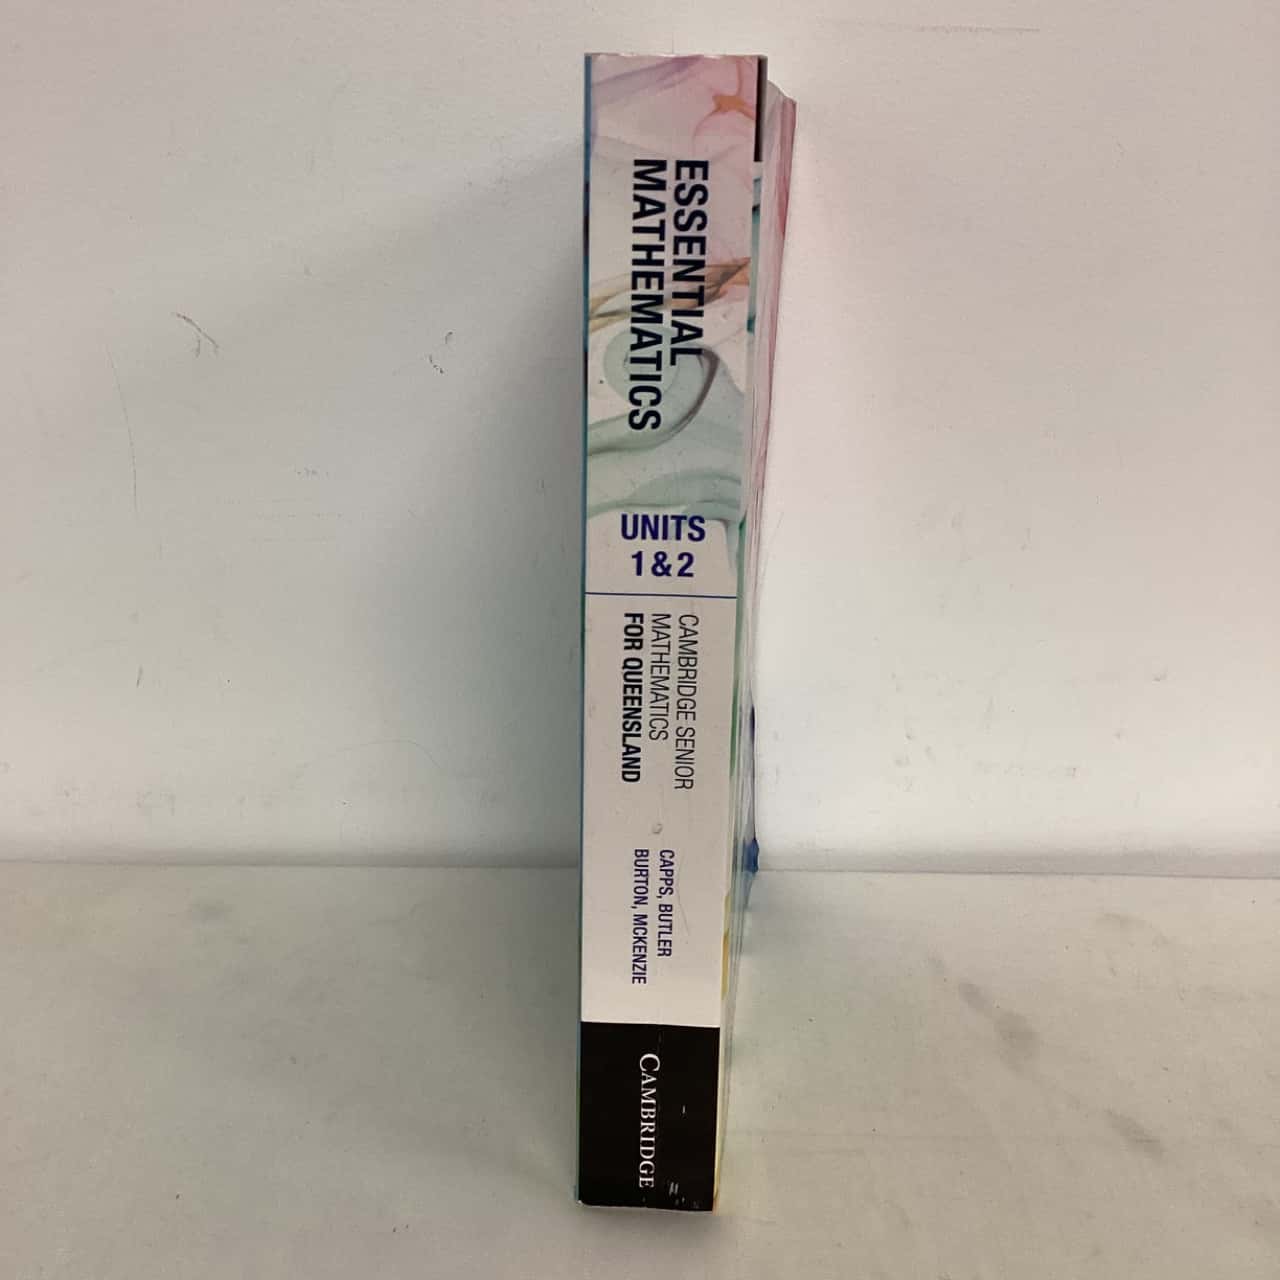 ESSENTIAL
MATHEMATICS
UNITS
1 & 2
CAMBRIDGE SENIOR
MATHEMATICS
FOR QUEENSLAND
CAPPS, BUTLER
BURTON, MCKENZIE
CAMBRIDGE